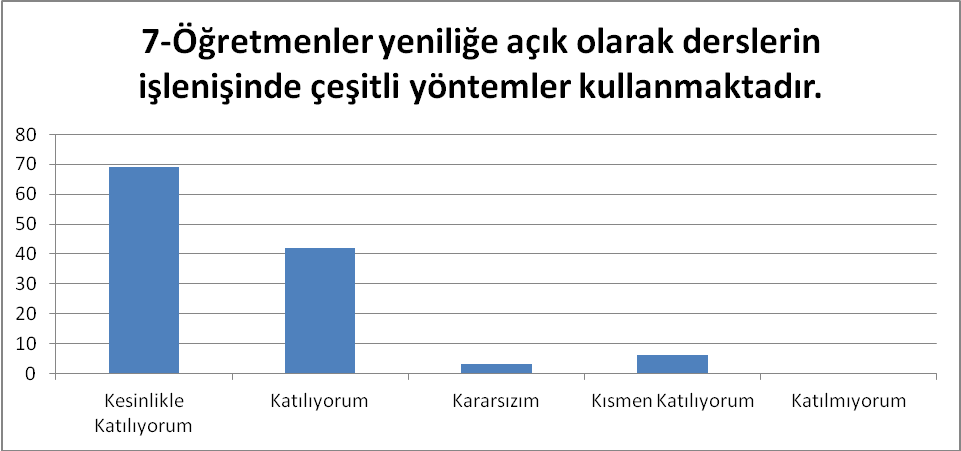 7-Öğretmenler yeniliğe açık olarak derslerin
işlenişinde çeşitli yöntemler kullanmaktadır.
80
70
60
50
40
30
20
10
0
Kesinlikle
Katılıyorum
Katılıyorum
Kararsızım
Kısmen Katılıyorum
Katılmıyorum